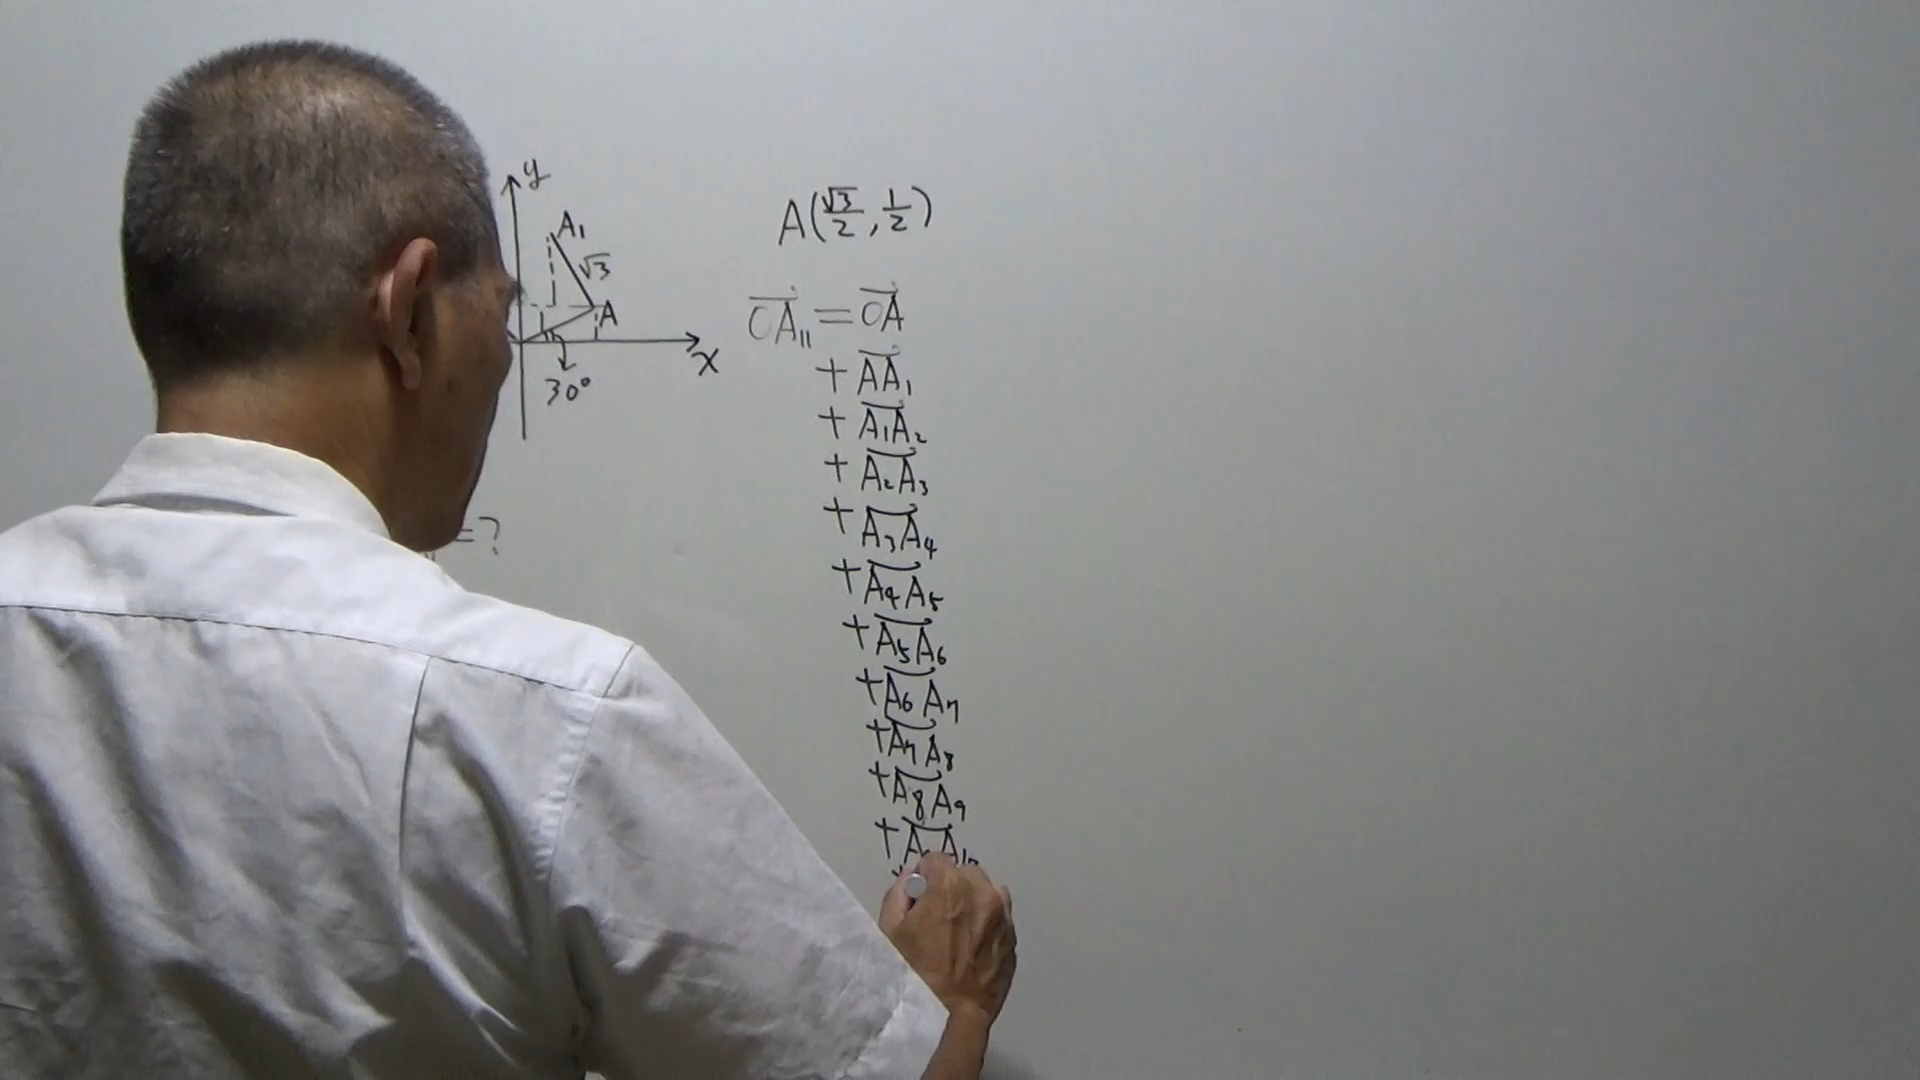 y
A₁
√3
A
x
30°
=?
A(√3/2, 1/2)
OA₁₁ = OA
+ AA₁
+ A₁A₂
+ A₂A₃
+ A₃A₄
+ A₄A₅
+ A₅A₆
+ A₆A₇
+ A₇A₈
+ A₈A₉
+ A